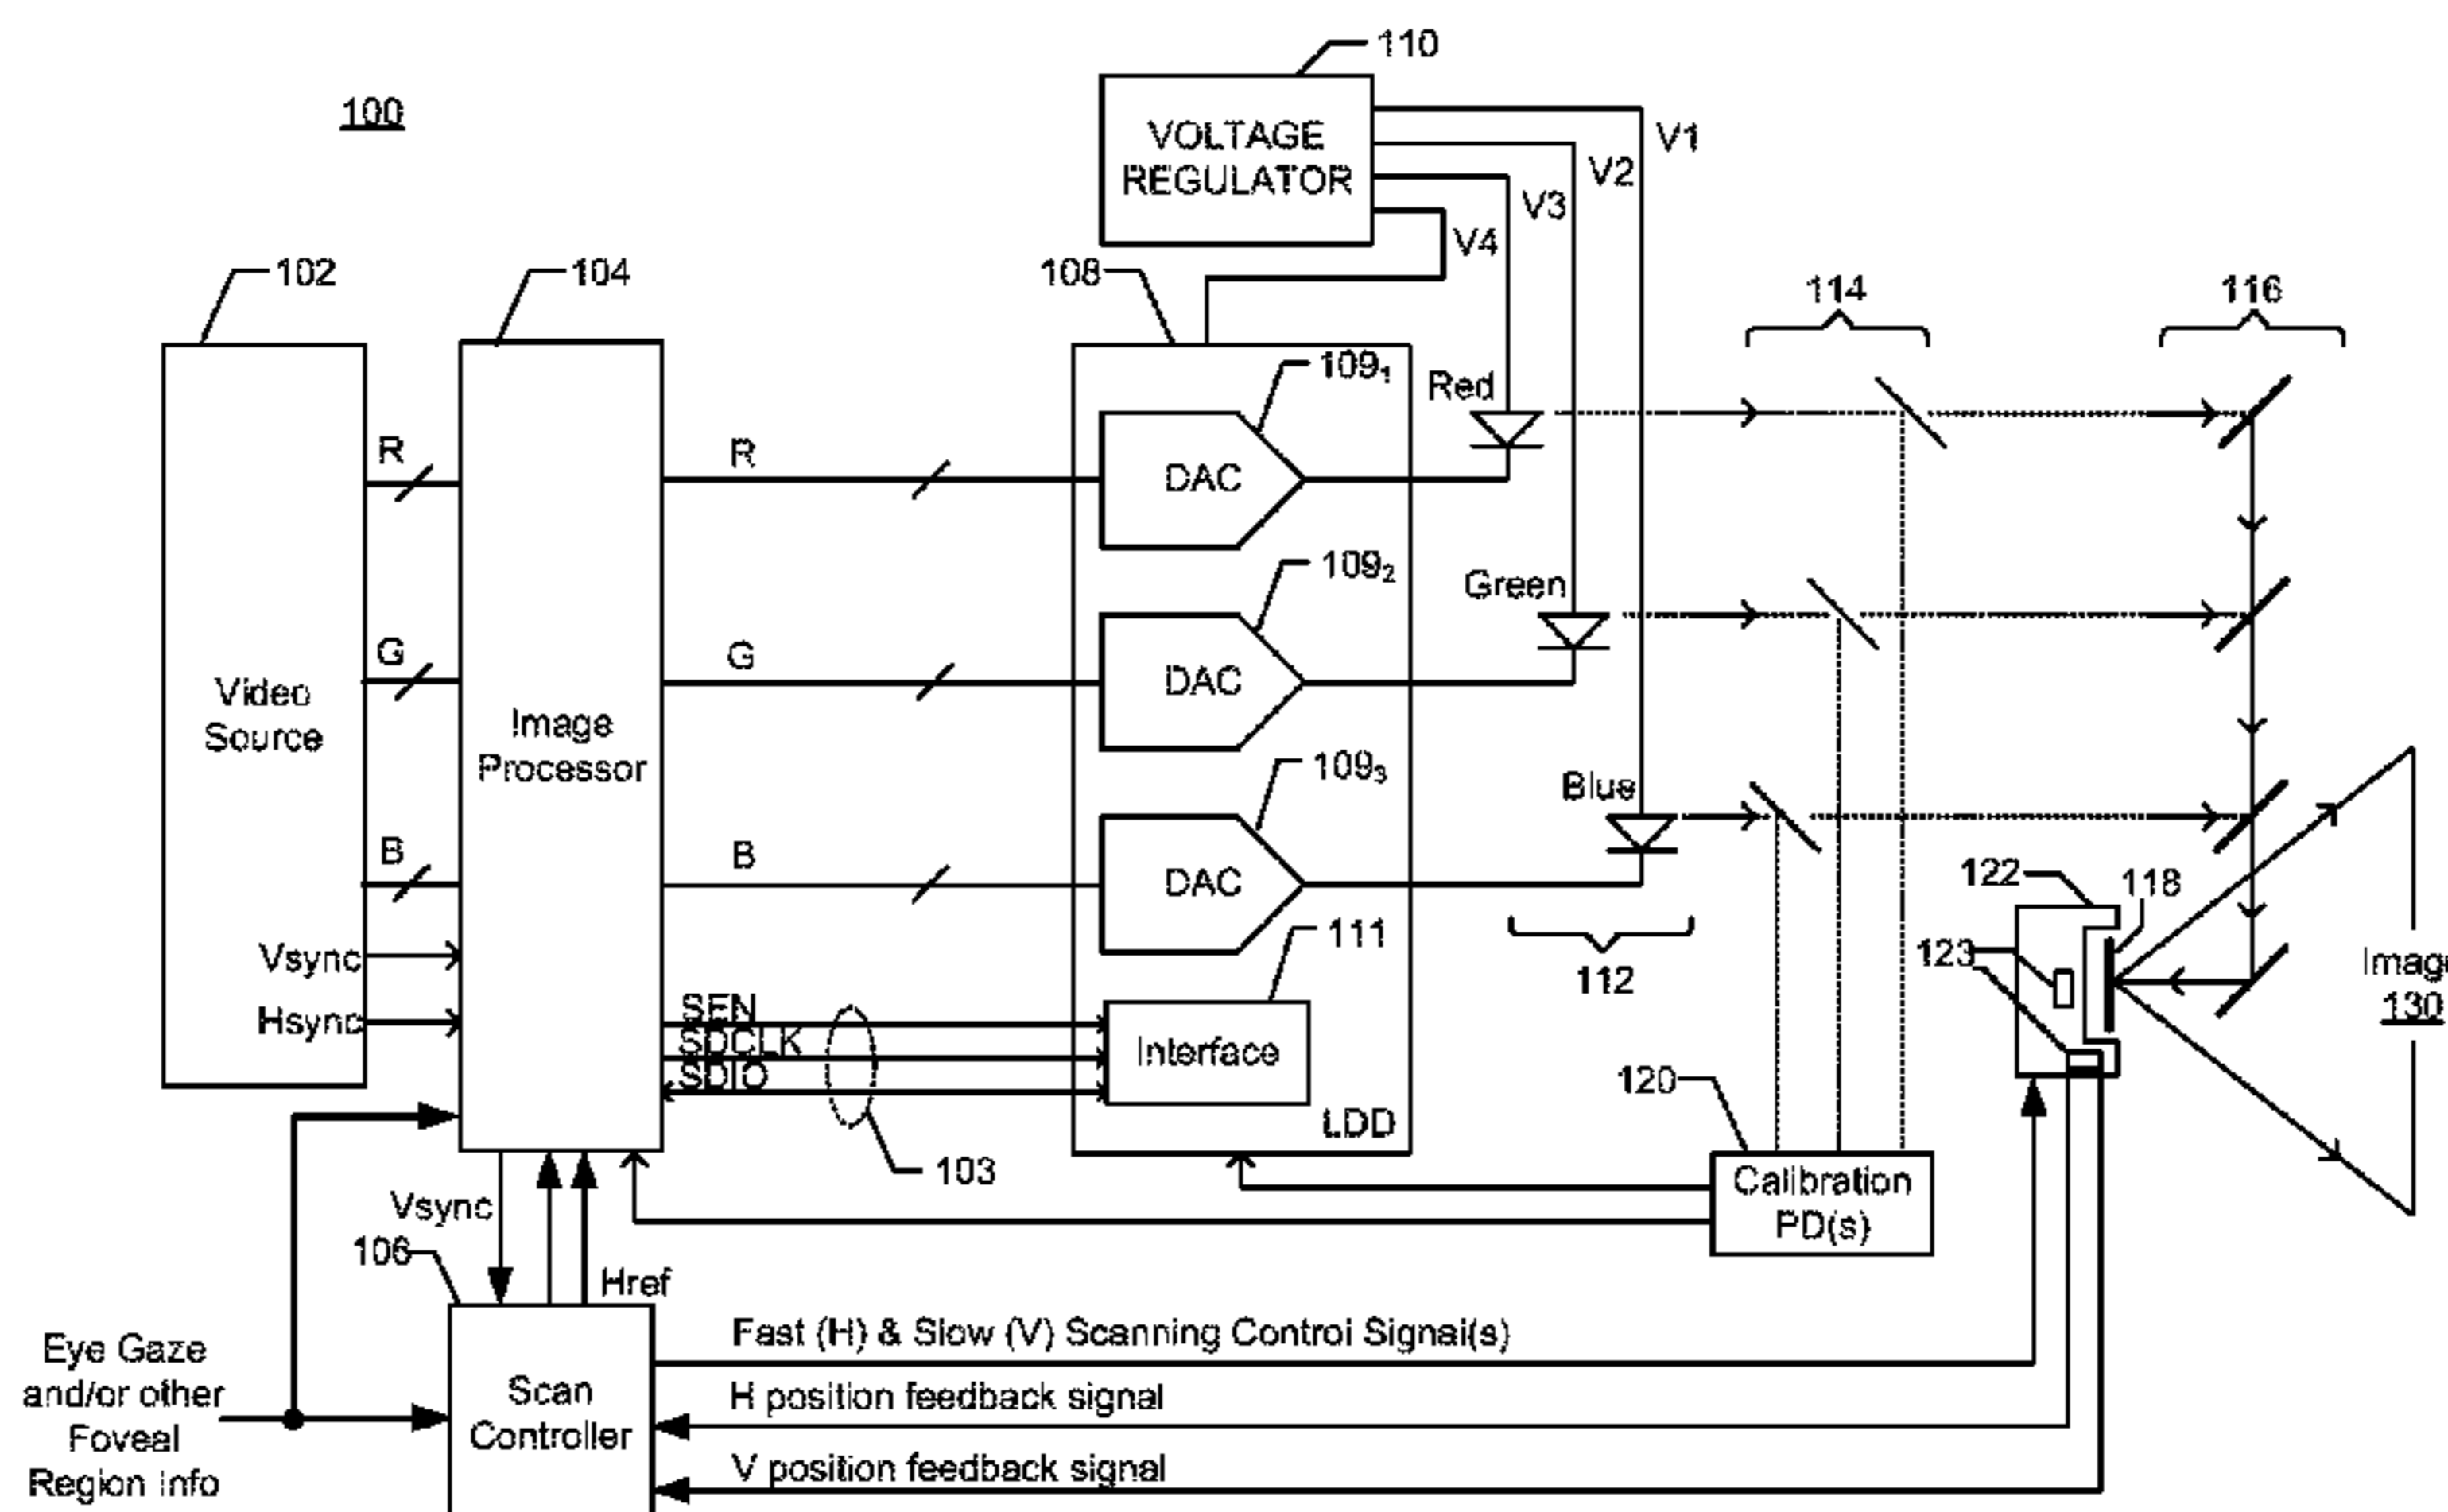 110
100
VOLTAGE
REGULATOR
V1
V2
V3
V4
102
104
108
114
116
109₁
Red
R
R
DAC
109₂
Green
G
G
DAC
Video
Source
Image
Processor
109₃
Blue
B
B
DAC
122
118
111
112
123
Image
130
Vsync
Hsync
SEN
SDCLK
SDIO
Interface
LDD
103
120
Calibration
PD(s)
Vsync
106
Href
Eye Gaze
and/or other
Foveal
Region Info
Scan
Controller
Fast (H) & Slow (V) Scanning Control Signal(s)
H position feedback signal
V position feedback signal